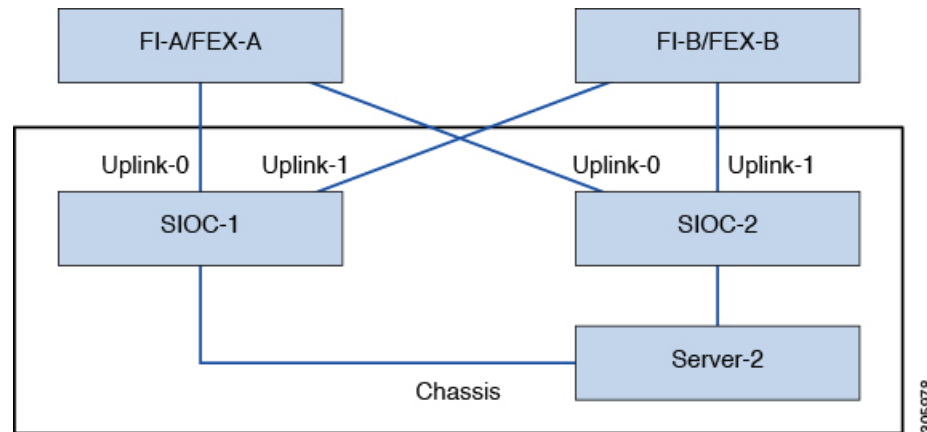 FI-A/FEX-A
FI-B/FEX-B
Uplink-0
Uplink-1
Uplink-0
Uplink-1
SIOC-1
SIOC-2
Server-2
Chassis
305978